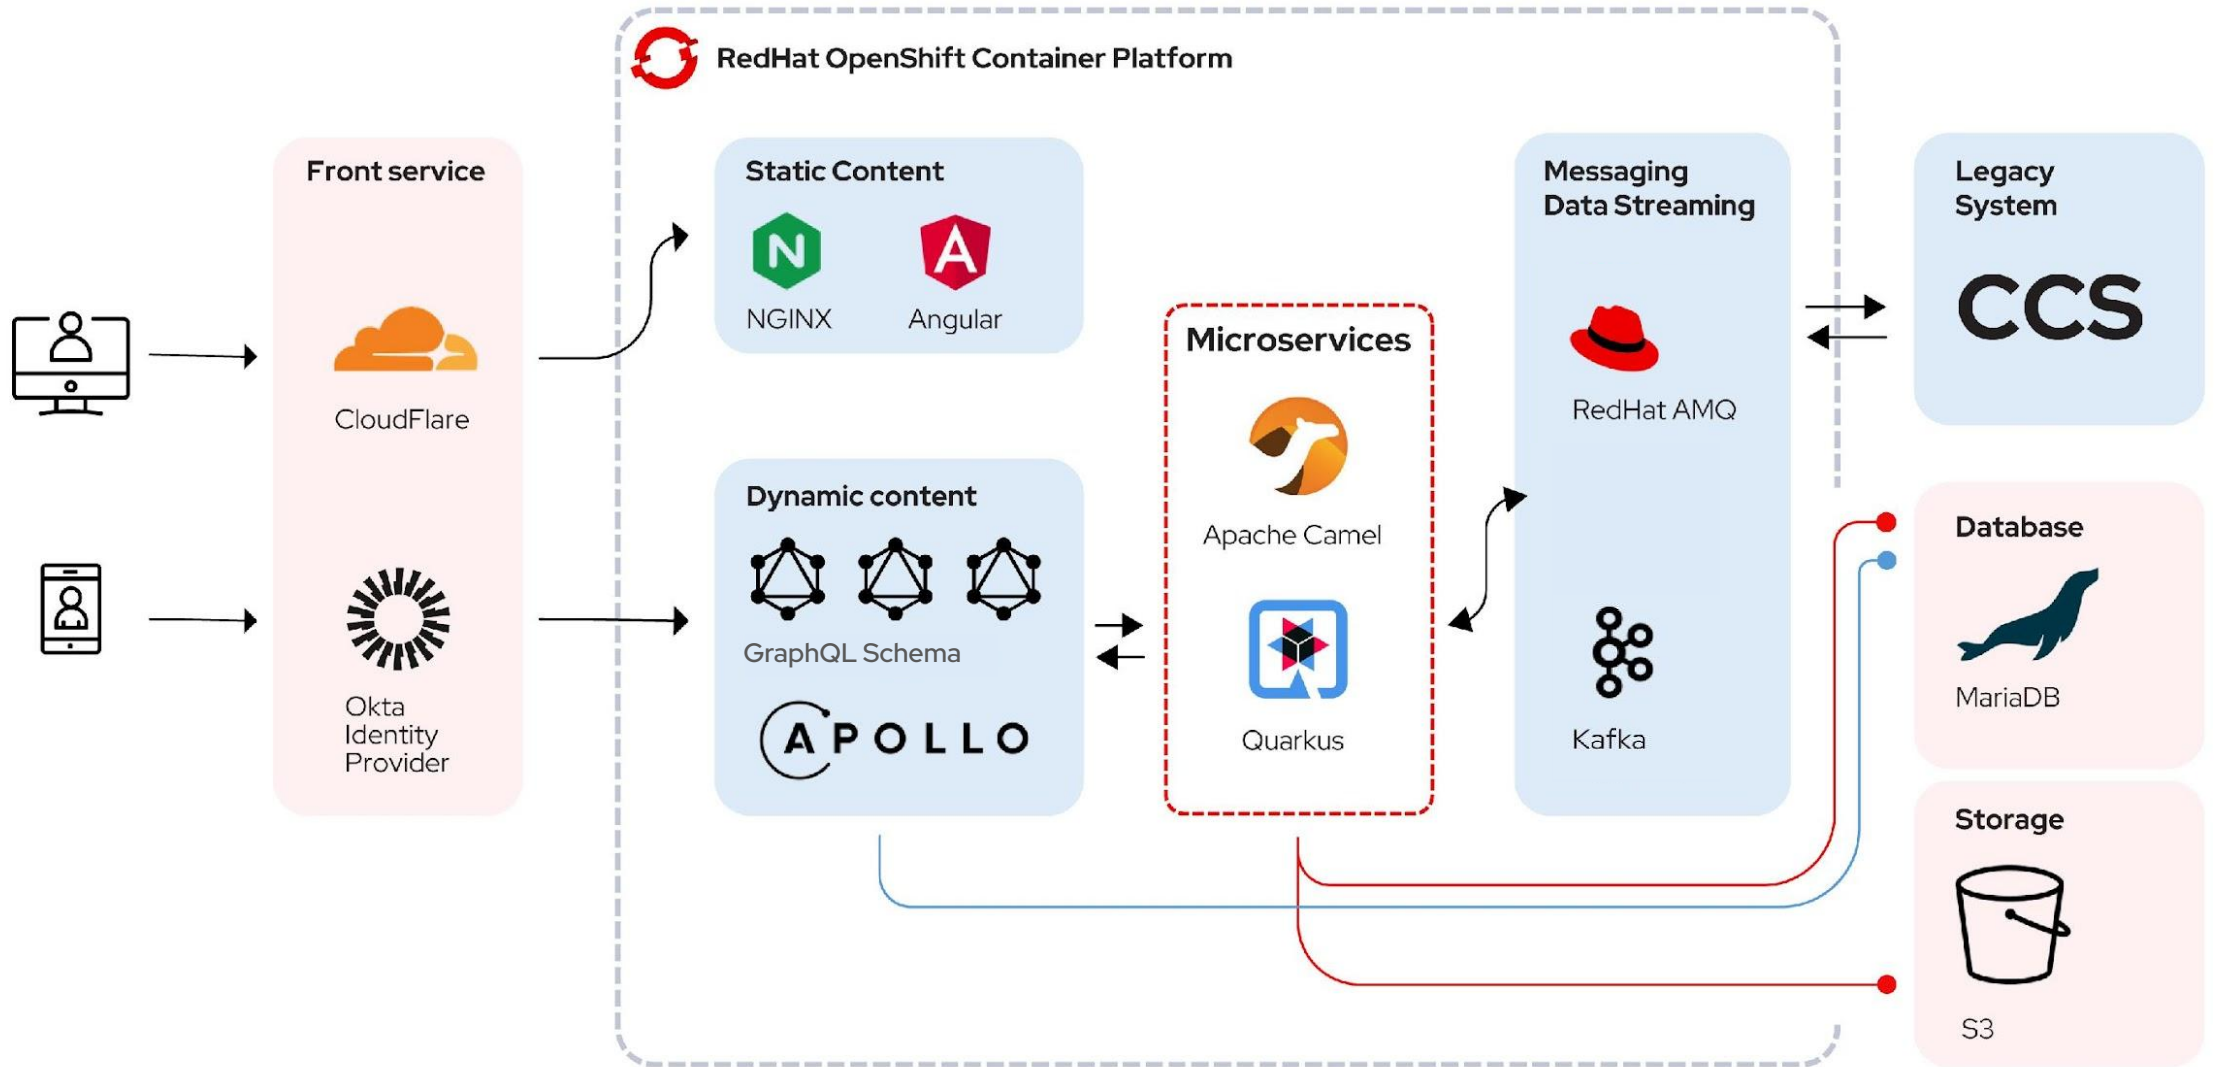 RedHat OpenShift Container Platform
Front service
CloudFlare
Okta
Identity
Provider
Static Content
N
A
NGINX
Angular
Dynamic content
GraphQL Schema
APOLLO
Microservices
Apache Camel
Quarkus
Messaging
Data Streaming
RedHat AMQ
Kafka
Legacy
System
CCS
Database
MariaDB
Storage
S3